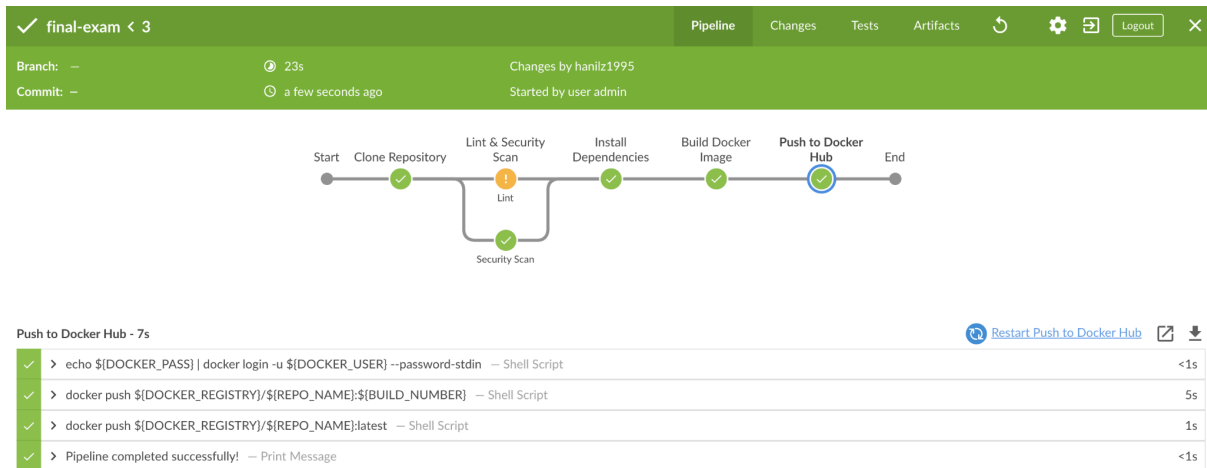 final-exam < 3
Pipeline
Changes
Tests
Artifacts
Logout
Branch: —
23s
Changes by hanilz1995
Commit: —
a few seconds ago
Started by user admin
Start
Clone Repository
Lint & Security
Scan
Install
Dependencies
Build Docker
Image
Push to Docker
Hub
End
Lint
Security Scan
Push to Docker Hub - 7s
Restart Push to Docker Hub
echo ${DOCKER_PASS} | docker login -u ${DOCKER_USER} --password-stdin — Shell Script <1s
docker push ${DOCKER_REGISTRY}/${REPO_NAME}:${BUILD_NUMBER} — Shell Script 5s
docker push ${DOCKER_REGISTRY}/${REPO_NAME}:latest — Shell Script 1s
Pipeline completed successfully! — Print Message <1s